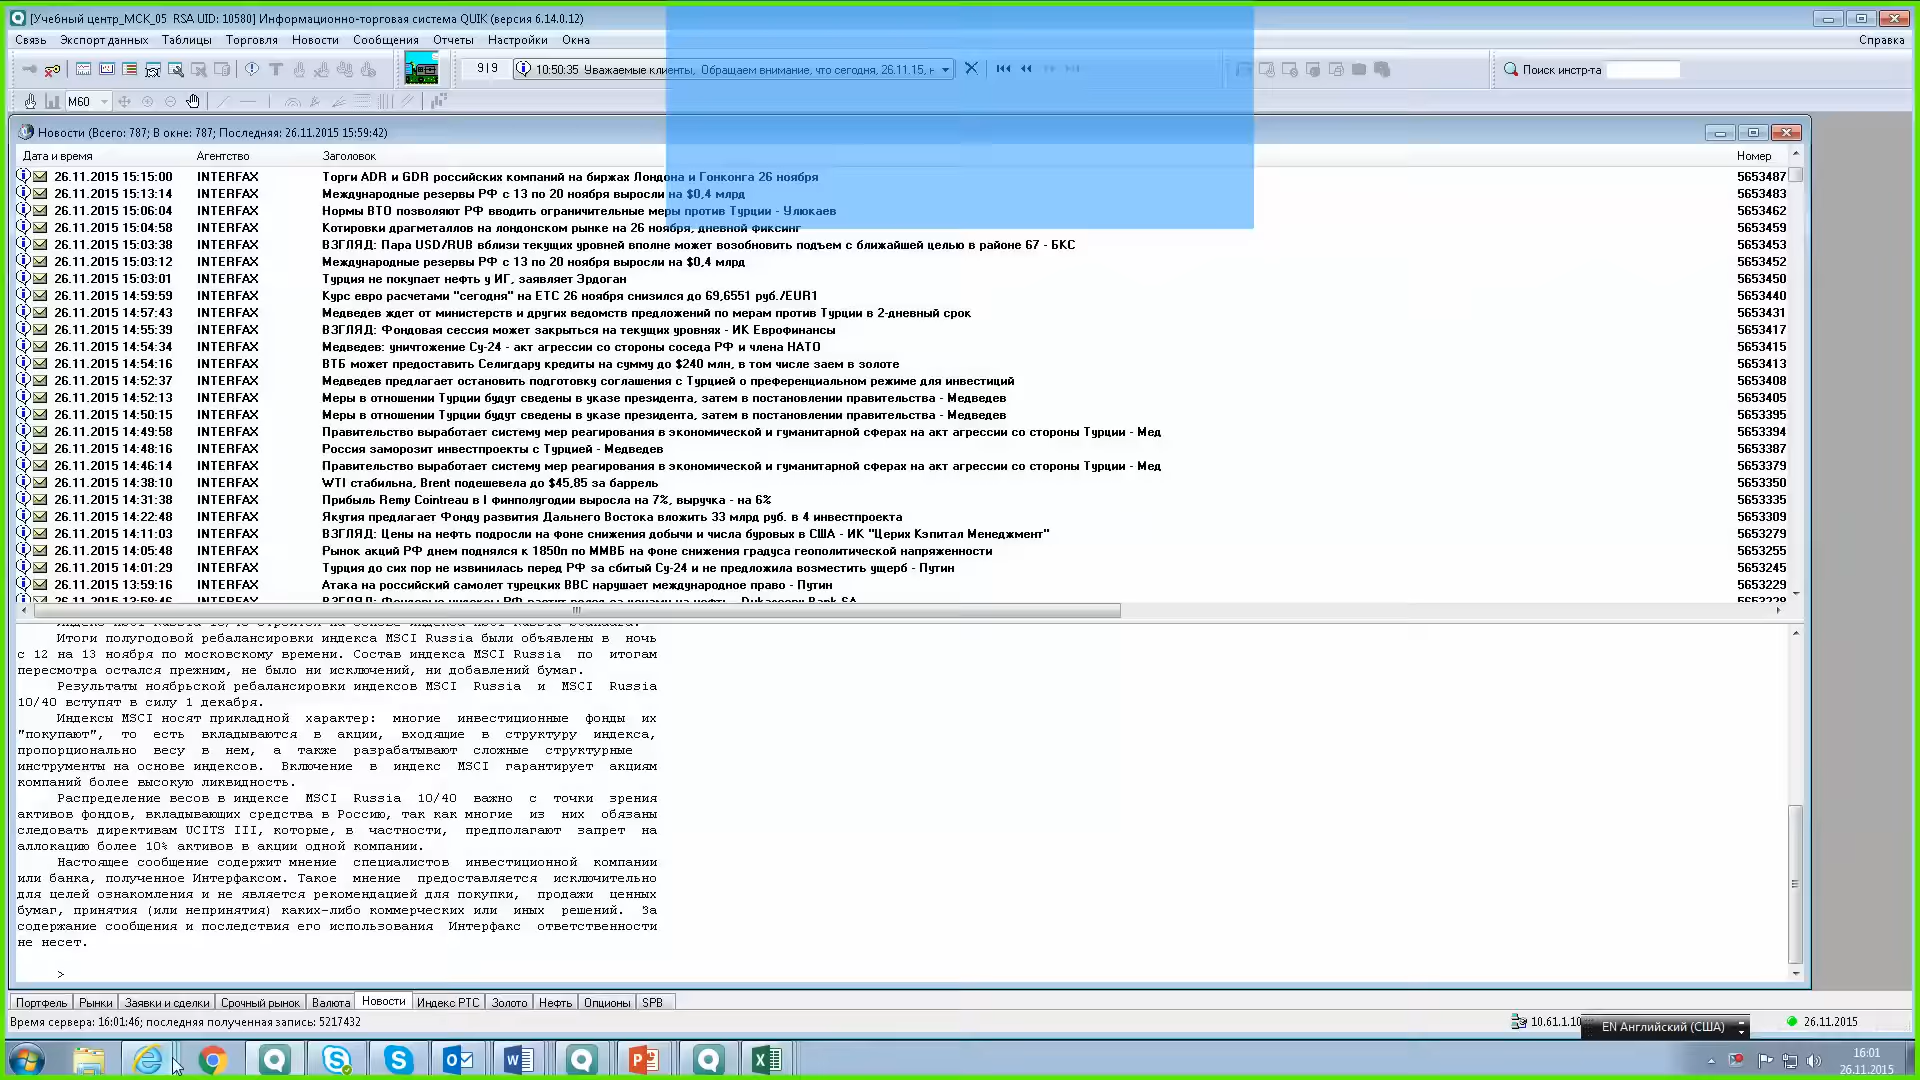 [Учебный центр_МСК_05 RSA UID: 10580] Информационно-торговая система QUIK (версия 6.14.0.12)
Связь Экспорт данных Таблицы Торговля Новости Сообщения Отчеты Настройки Окна Справка
9|9 10:50:35 Уважаемые клиенты, Обращаем внимание, что сегодня, 26.11.15, Поиск инстр-та
M60
Новости (Всего: 787; В окне: 787; Последняя: 26.11.2015 15:59:42)
Дата и время Агентство Заголовок Номер
26.11.2015 15:15:00 INTERFAX Торги ADR и GDR российских компаний на биржах Лондона и Гонконга 26 ноября 5653487
26.11.2015 15:13:14 INTERFAX Международные резервы РФ с 13 по 20 ноября выросли на $0,4 млрд 5653483
26.11.2015 15:06:04 INTERFAX Нормы ВТО позволяют РФ вводить ограничительные меры против Турции - Улюкаев 5653462
26.11.2015 15:04:58 INTERFAX Котировки драгметаллов на лондонском рынке на 26 ноября, дневной фиксинг 5653459
26.11.2015 15:03:38 INTERFAX ВЗГЛЯД: Пара USD/RUB вблизи текущих уровней вполне может возобновить подъем с ближайшей целью в районе 67 - БКС 5653453
26.11.2015 15:03:12 INTERFAX Международные резервы РФ с 13 по 20 ноября выросли на $0,4 млрд 5653452
26.11.2015 15:03:01 INTERFAX Турция не покупает нефть у ИГ, заявляет Эрдоган 5653450
26.11.2015 14:59:59 INTERFAX Курс евро расчетами "сегодня" на ЕТС 26 ноября снизился до 69,6551 руб./EUR1 5653440
26.11.2015 14:57:43 INTERFAX Медведев ждет от министерств и других ведомств предложений по мерам против Турции в 2-дневный срок 5653431
26.11.2015 14:55:39 INTERFAX ВЗГЛЯД: Фондовая сессия может закрыться на текущих уровнях - ИК Еврофинансы 5653417
26.11.2015 14:54:34 INTERFAX Медведев: уничтожение Су-24 - акт агрессии со стороны соседа РФ и члена НАТО 5653415
26.11.2015 14:54:16 INTERFAX ВТБ может предоставить Селигдару кредиты на сумму до $240 млн, в том числе заем в золоте 5653413
26.11.2015 14:52:37 INTERFAX Медведев предлагает остановить подготовку соглашения с Турцией о преференциальном режиме для инвестиций 5653408
26.11.2015 14:52:13 INTERFAX Меры в отношении Турции будут сведены в указе президента, затем в постановлении правительства - Медведев 5653405
26.11.2015 14:50:15 INTERFAX Меры в отношении Турции будут сведены в указе президента, затем в постановлении правительства - Медведев 5653395
26.11.2015 14:49:58 INTERFAX Правительство выработает систему мер реагирования в экономической и гуманитарной сферах на акт агрессии со стороны Турции - Мед 5653394
26.11.2015 14:48:16 INTERFAX Россия заморозит инвестпроекты с Турцией - Медведев 5653387
26.11.2015 14:46:14 INTERFAX Правительство выработает систему мер реагирования в экономической и гуманитарной сферах на акт агрессии со стороны Турции - Мед 5653379
26.11.2015 14:38:10 INTERFAX WTI стабильна, Brent подешевела до $45,85 за баррель 5653350
26.11.2015 14:31:38 INTERFAX Прибыль Remy Cointreau в I финполугодии выросла на 7%, выручка - на 6% 5653335
26.11.2015 14:22:48 INTERFAX Якутия предлагает Фонду развития Дальнего Востока вложить 33 млрд руб. в 4 инвестпроекта 5653309
26.11.2015 14:11:03 INTERFAX ВЗГЛЯД: Цены на нефть подросли на фоне снижения добычи и числа буровых в США - ИК "Церих Кэпитал Менеджмент" 5653279
26.11.2015 14:05:48 INTERFAX Рынок акций РФ днем поднялся к 1850п по ММВБ на фоне снижения градуса геополитической напряженности 5653255
26.11.2015 14:01:29 INTERFAX Турция до сих пор не извинилась перед РФ за сбитый Су-24 и не предложила возместить ущерб - Путин 5653245
26.11.2015 13:59:16 INTERFAX Атака на российский самолет турецких ВВС нарушает международное право - Путин 5653229
Итоги полугодовой ребалансировки индекса MSCI Russia были объявлены в ночь
с 12 на 13 ноября по московскому времени. Состав индекса MSCI Russia по итогам
пересмотра остался прежним, не было ни исключений, ни добавлений бумаг.
Результаты ноябрьской ребалансировки индексов MSCI Russia и MSCI Russia
10/40 вступят в силу 1 декабря.
Индексы MSCI носят прикладной характер: многие инвестиционные фонды их
"покупают", то есть вкладываются в акции, входящие в структуру индекса,
пропорционально весу в нем, а также разрабатывают сложные структурные
инструменты на основе индексов. Включение в индекс MSCI гарантирует акциям
компаний более высокую ликвидность.
Распределение весов в индексе MSCI Russia 10/40 важно с точки зрения
активов фондов, вкладывающих средства в Россию, так как многие из них обязаны
следовать директивам UCITS III, которые, в частности, предполагают запрет на
аллокацию более 10% активов в акции одной компании.
Настоящее сообщение содержит мнение специалистов инвестиционной компании
или банка, полученное Интерфаксом. Такое мнение предоставляется исключительно
для целей ознакомления и не является рекомендацией для покупки, продажи ценных
бумаг, принятия (или непринятия) каких-либо коммерческих или иных решений. За
содержание сообщения и последствия его использования Интерфакс ответственности
не несет.
>
Портфель Рынки Заявки и сделки Срочный рынок Валюта Новости Индекс РТС Золото Нефть Опционы SPB
Время сервера: 16:01:46; последняя полученная запись: 5217432 10.61.1.10 EN Английский (США) 26.11.2015
16:01
26.11.2015